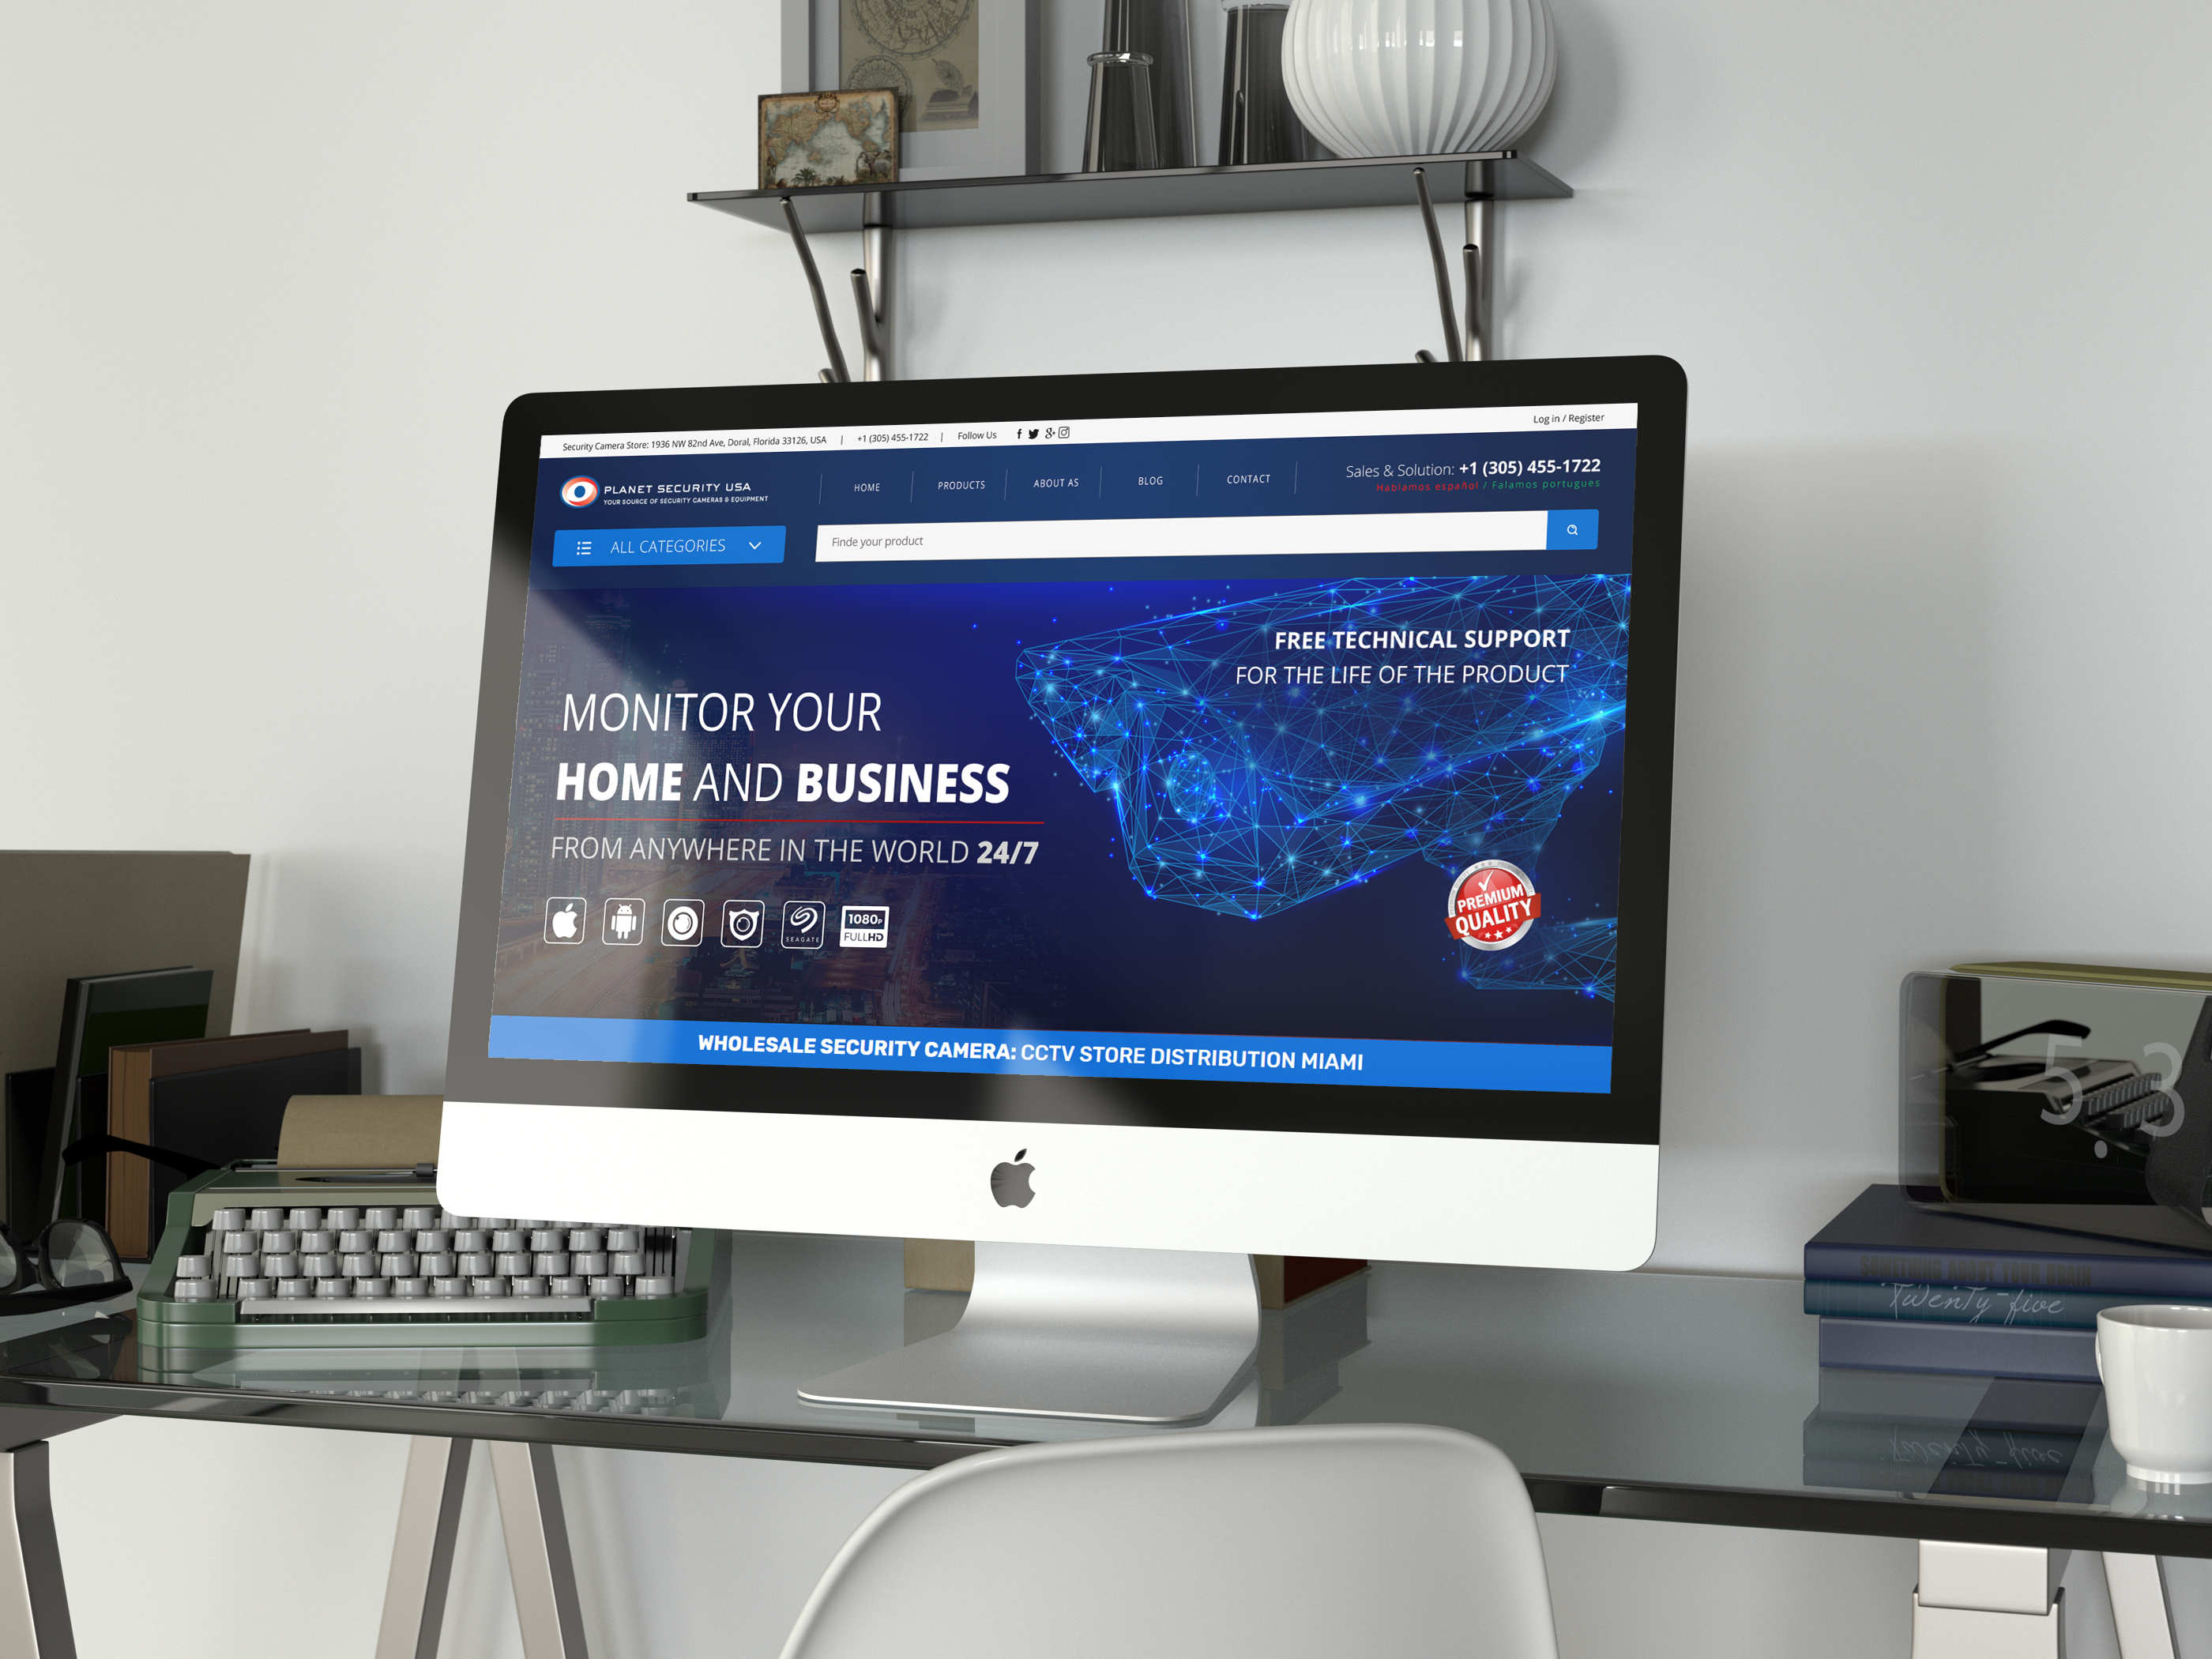 Security Camera Store: 1936 NW 82nd Ave, Doral, Florida 33126, USA | +1 (305) 455-1722 | Follow Us
Log in / Register
PLANET SECURITY USA
YOUR SOURCE OF SECURITY CAMERAS & EQUIPMENT
HOME
PRODUCTS
ABOUT AS
BLOG
CONTACT
Sales & Solution: +1 (305) 455-1722
Hablamos español / Falamos portugues
ALL CATEGORIES
Finde your product
FREE TECHNICAL SUPPORT
FOR THE LIFE OF THE PRODUCT
MONITOR YOUR
HOME AND BUSINESS
FROM ANYWHERE IN THE WORLD 24/7
SEAGATE
1080P
FULL HD
PREMIUM
QUALITY
WHOLESALE SECURITY CAMERA: CCTV STORE DISTRIBUTION MIAMI
5.3
Twenty-five